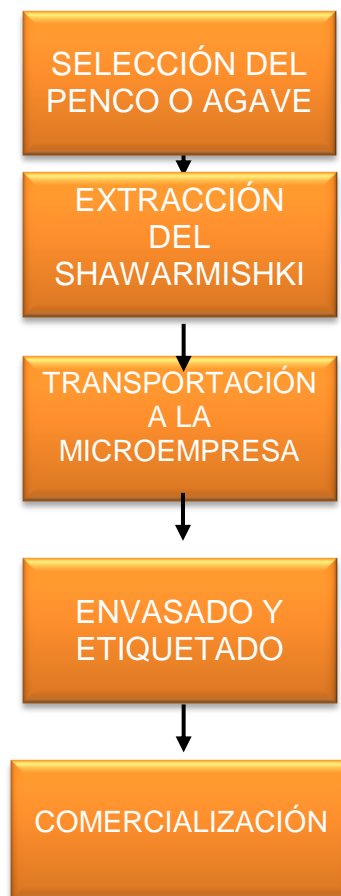 SELECCIÓN DEL
PENCO O AGAVE
EXTRACCIÓN
DEL
SHAWARMISHKI
TRANSPORTACIÓN
A LA
MICROEMPRESA
ENVASADO Y
ETIQUETADO
COMERCIALIZACIÓN